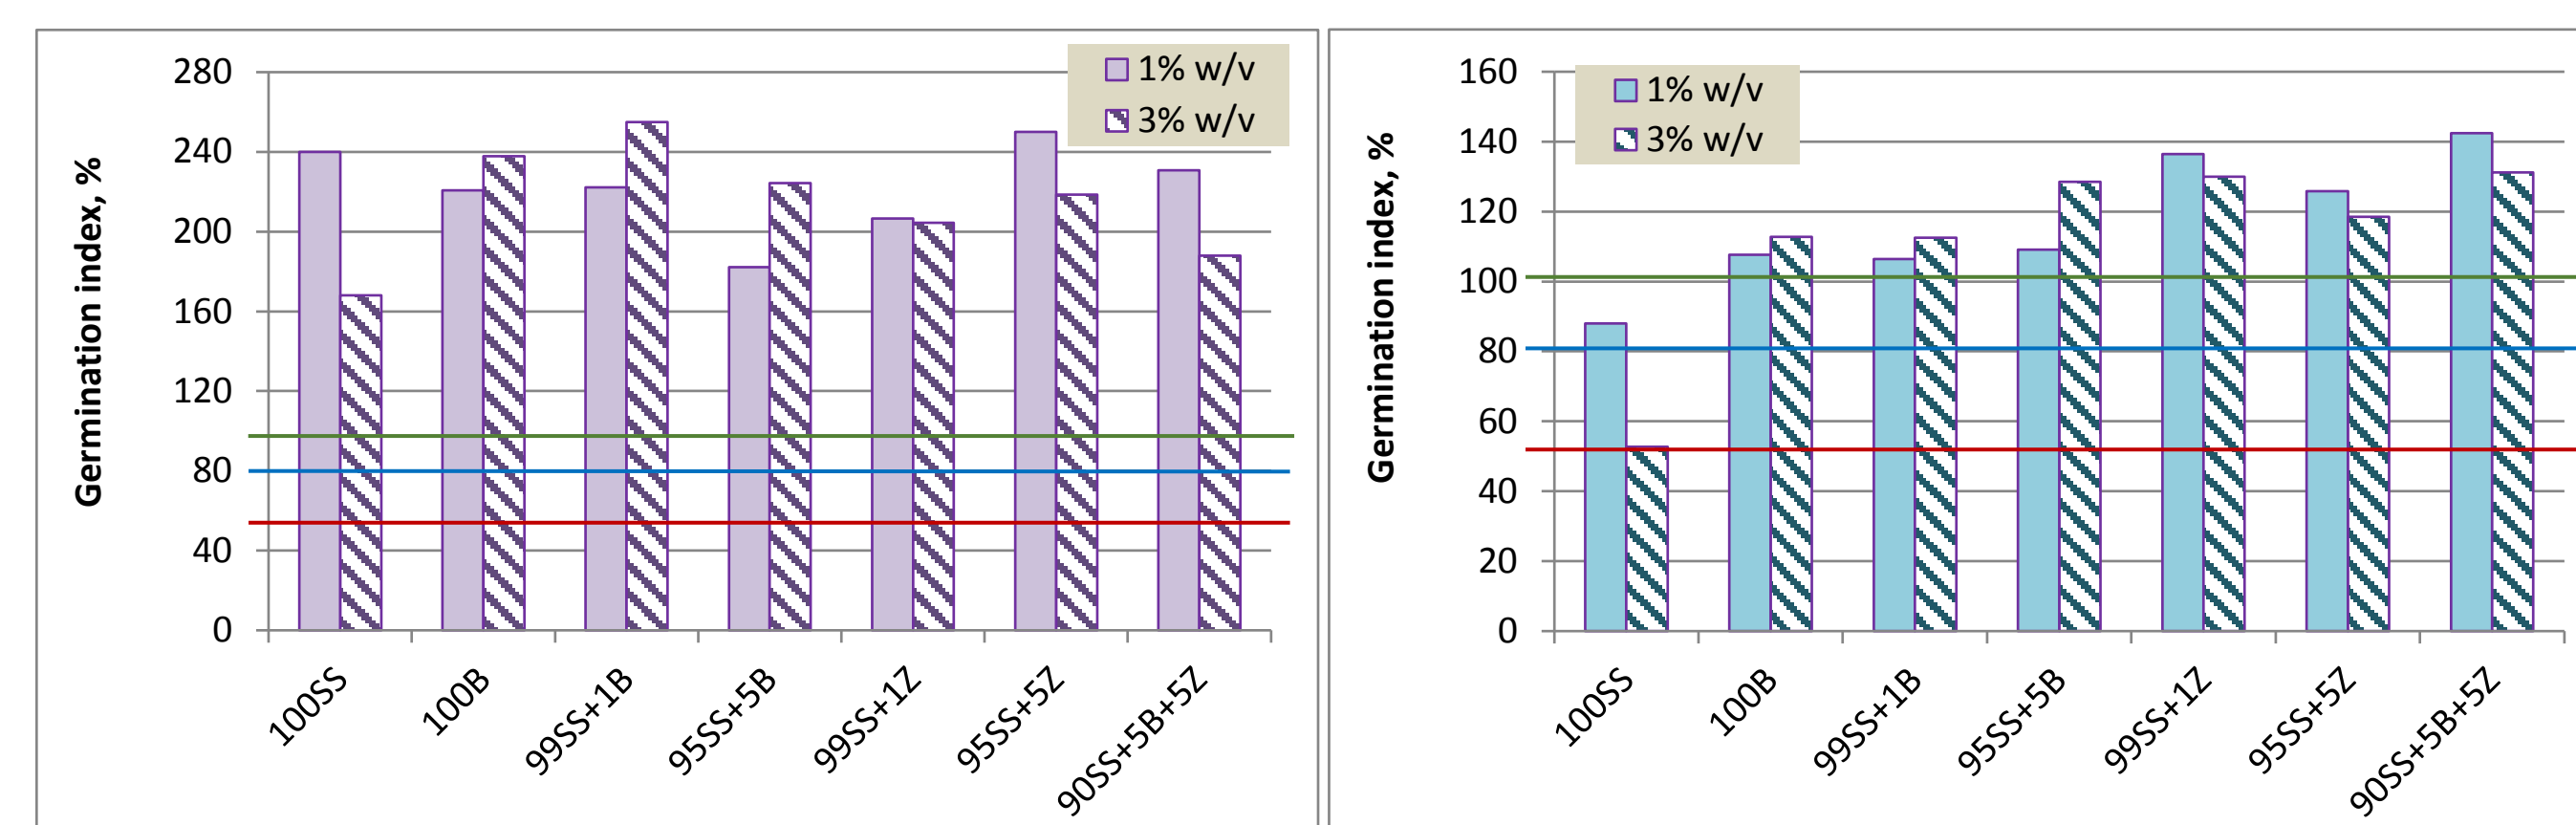 Germination index, %
280
240
200
160
120
80
40
0
1% w/v
3% w/v
100SS
100B
99SS+1B
95SS+5B
99SS+1Z
95SS+5Z
90SS+5B+5Z
Germination index, %
160
140
120
100
80
60
40
20
0
1% w/v
3% w/v
100SS
100B
99SS+1B
95SS+5B
99SS+1Z
95SS+5Z
90SS+5B+5Z